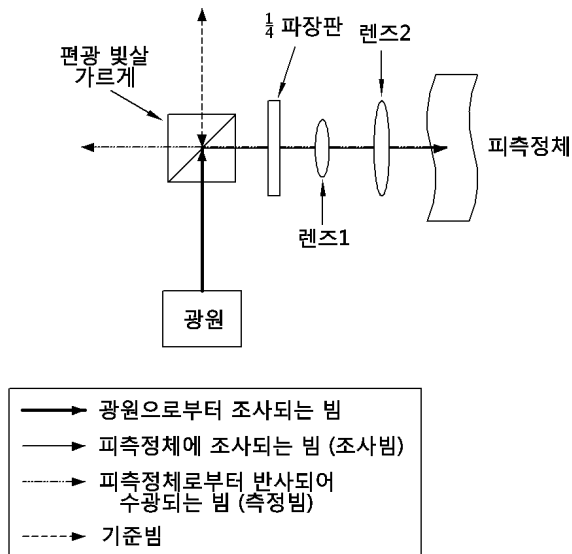 편광 빛살
가르게
¼ 파장판
렌즈2
피측정체
렌즈1
광원
광원으로부터 조사되는 빔
피측정체에 조사되는 빔 (조사빔)
피측정체로부터 반사되어
수광되는 빔 (측정빔)
기준빔